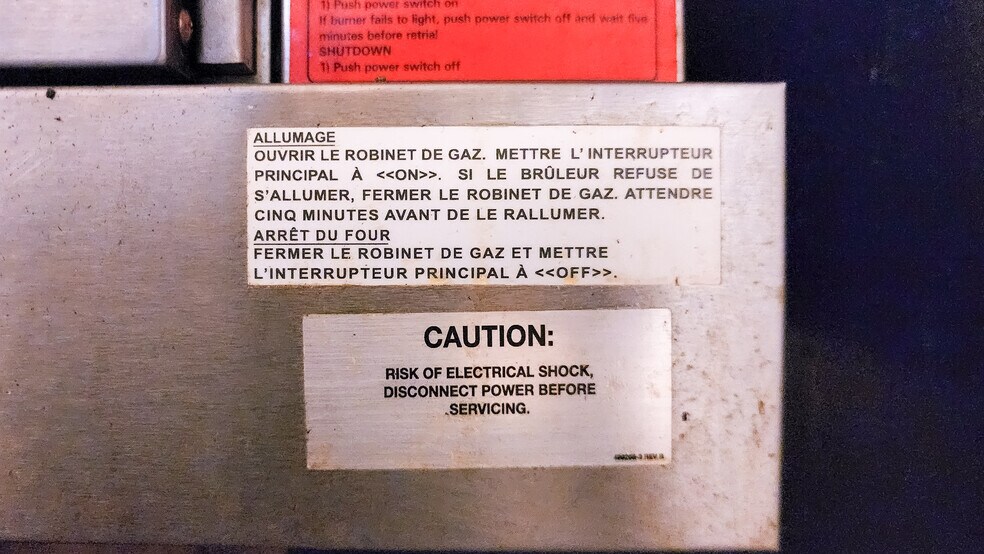 1) Push power switch on
If burner fails to light, push power switch off and wait five
minutes before retrial
SHUTDOWN
1) Push power switch off
ALLUMAGE
OUVRIR LE ROBINET DE GAZ. METTRE L'INTERRUPTEUR
PRINCIPAL À <<ON>>. SI LE BRÛLEUR REFUSE DE
S'ALLUMER, FERMER LE ROBINET DE GAZ. ATTENDRE
CINQ MINUTES AVANT DE LE RALLUMER.
ARRÊT DU FOUR
FERMER LE ROBINET DE GAZ ET METTRE
L'INTERRUPTEUR PRINCIPAL À <<OFF>>.
CAUTION:
RISK OF ELECTRICAL SHOCK,
DISCONNECT POWER BEFORE
SERVICING.